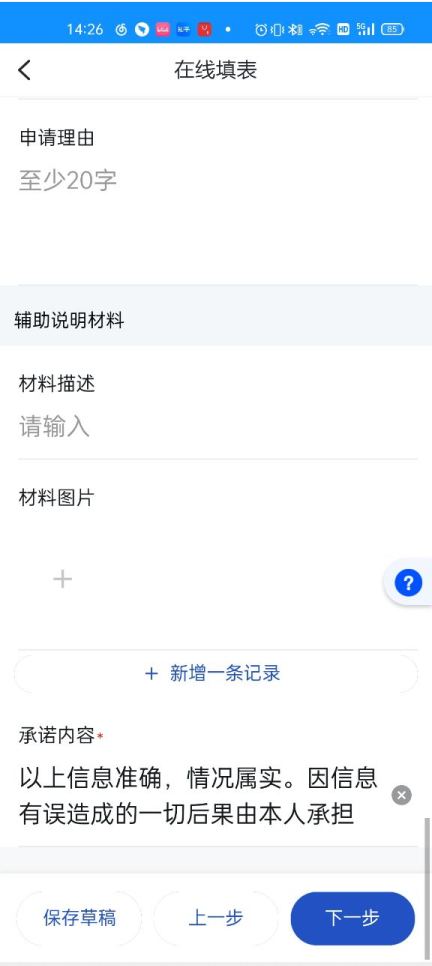 14:26
HD 5G 85
在线填表
申请理由
至少20字
辅助说明材料
材料描述
请输入
材料图片
+
?
+ 新增一条记录
承诺内容*
以上信息准确，情况属实。因信息
有误造成的一切后果由本人承担
保存草稿 上一步 下一步